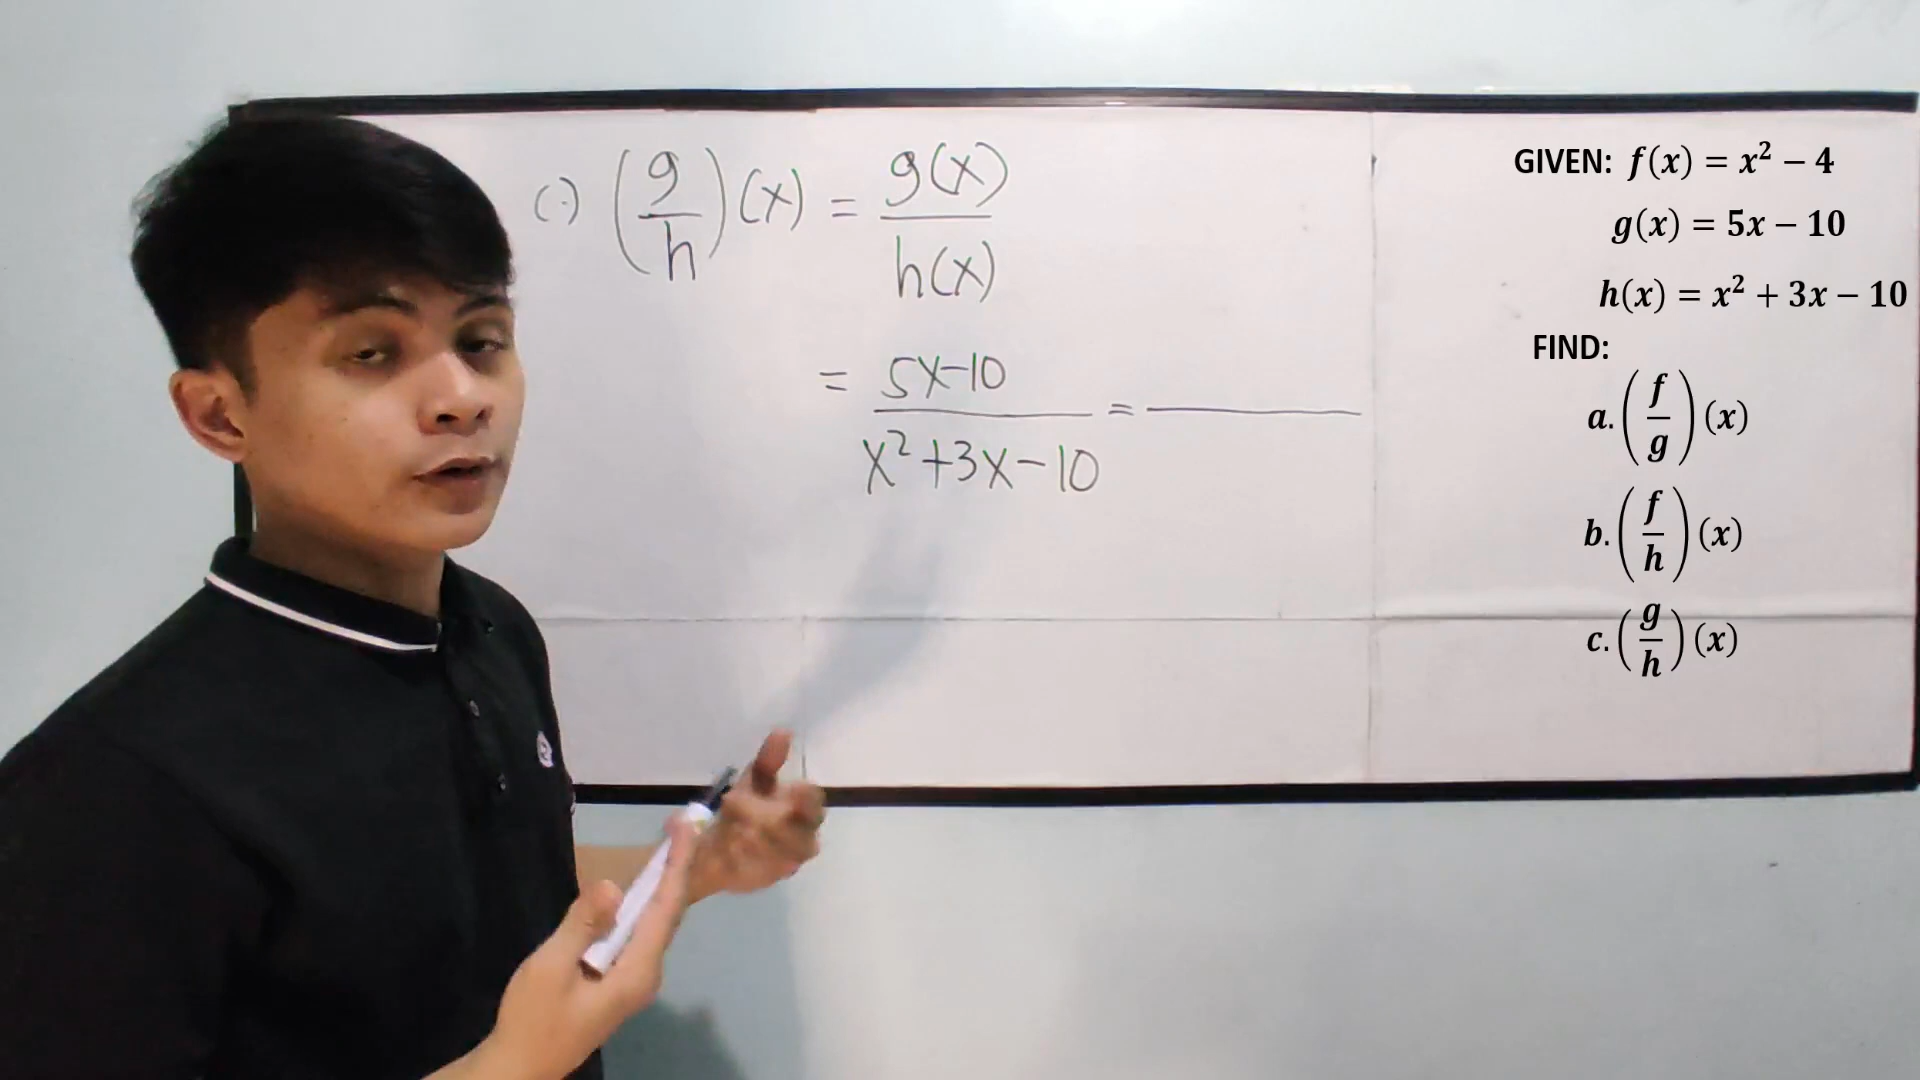 c.) (g/h)(x) = g(x)/h(x)
= 5x-10/x²+3x-10 =
GIVEN: f(x) = x² − 4
g(x) = 5x − 10
h(x) = x² + 3x − 10
FIND:
a. (f/g)(x)
b. (f/h)(x)
c. (g/h)(x)